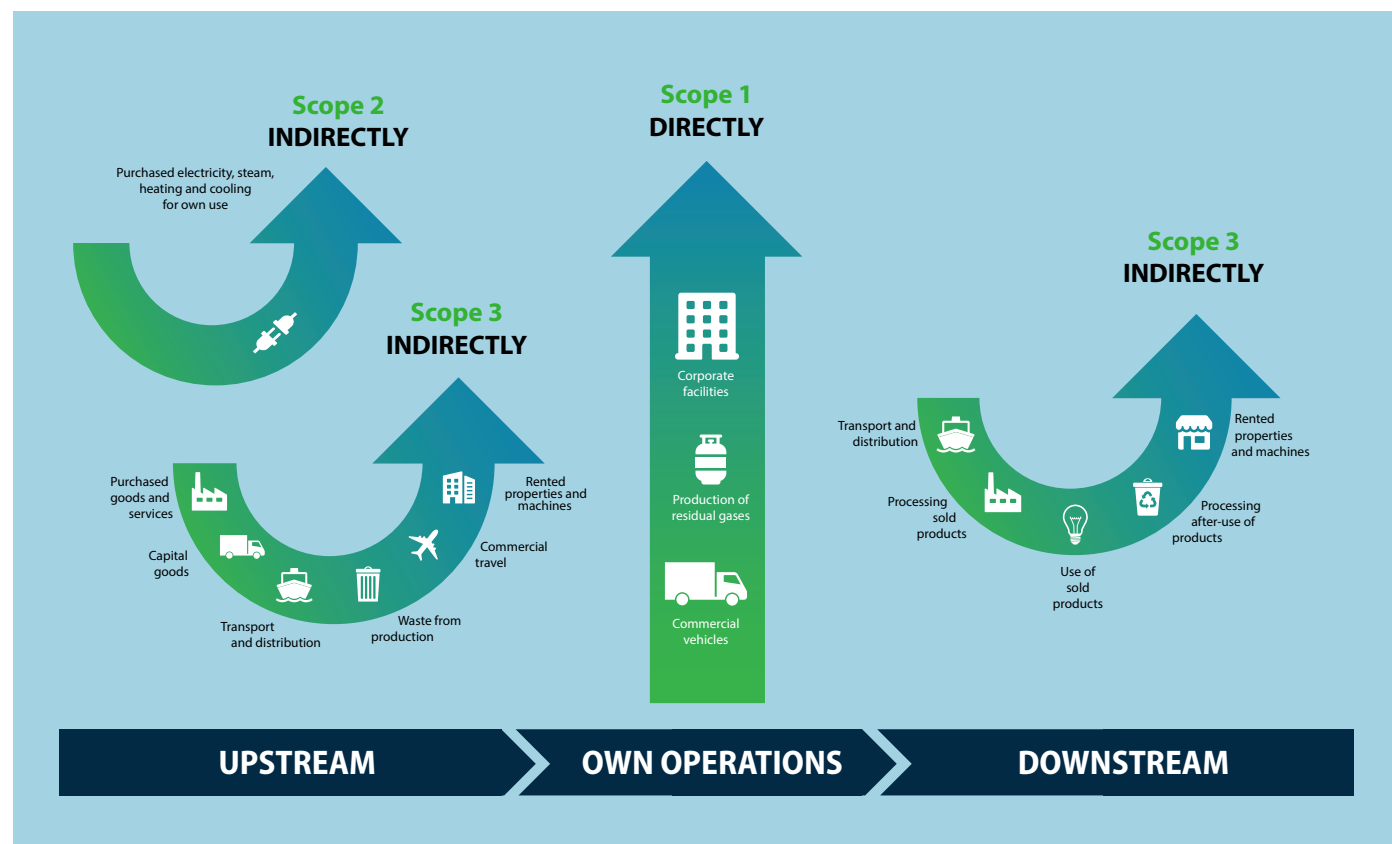 Scope 2
INDIRECTLY
Purchased electricity, steam,
heating and cooling
for own use
Scope 3
INDIRECTLY
Purchased
goods and
services
Capital
goods
Transport
and distribution
Waste from
production
Commercial
travel
Rented
properties and
machines
Scope 1
DIRECTLY
Corporate
facilities
Production of
residual gases
Commercial
vehicles
Scope 3
INDIRECTLY
Transport and
distribution
Processing
sold
products
Use of
sold
products
Processing
after-use of
products
Rented
properties
and machines
UPSTREAM
OWN OPERATIONS
DOWNSTREAM